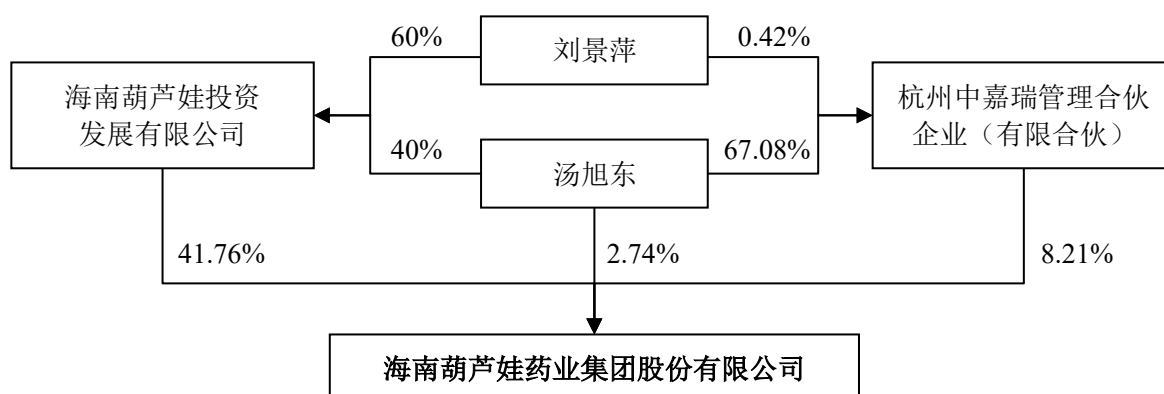 60%
刘景萍
0.42%
海南葫芦娃投资
发展有限公司
杭州中嘉瑞管理合伙
企业（有限合伙）
40%
汤旭东
67.08%
41.76%
2.74%
8.21%
海南葫芦娃药业集团股份有限公司